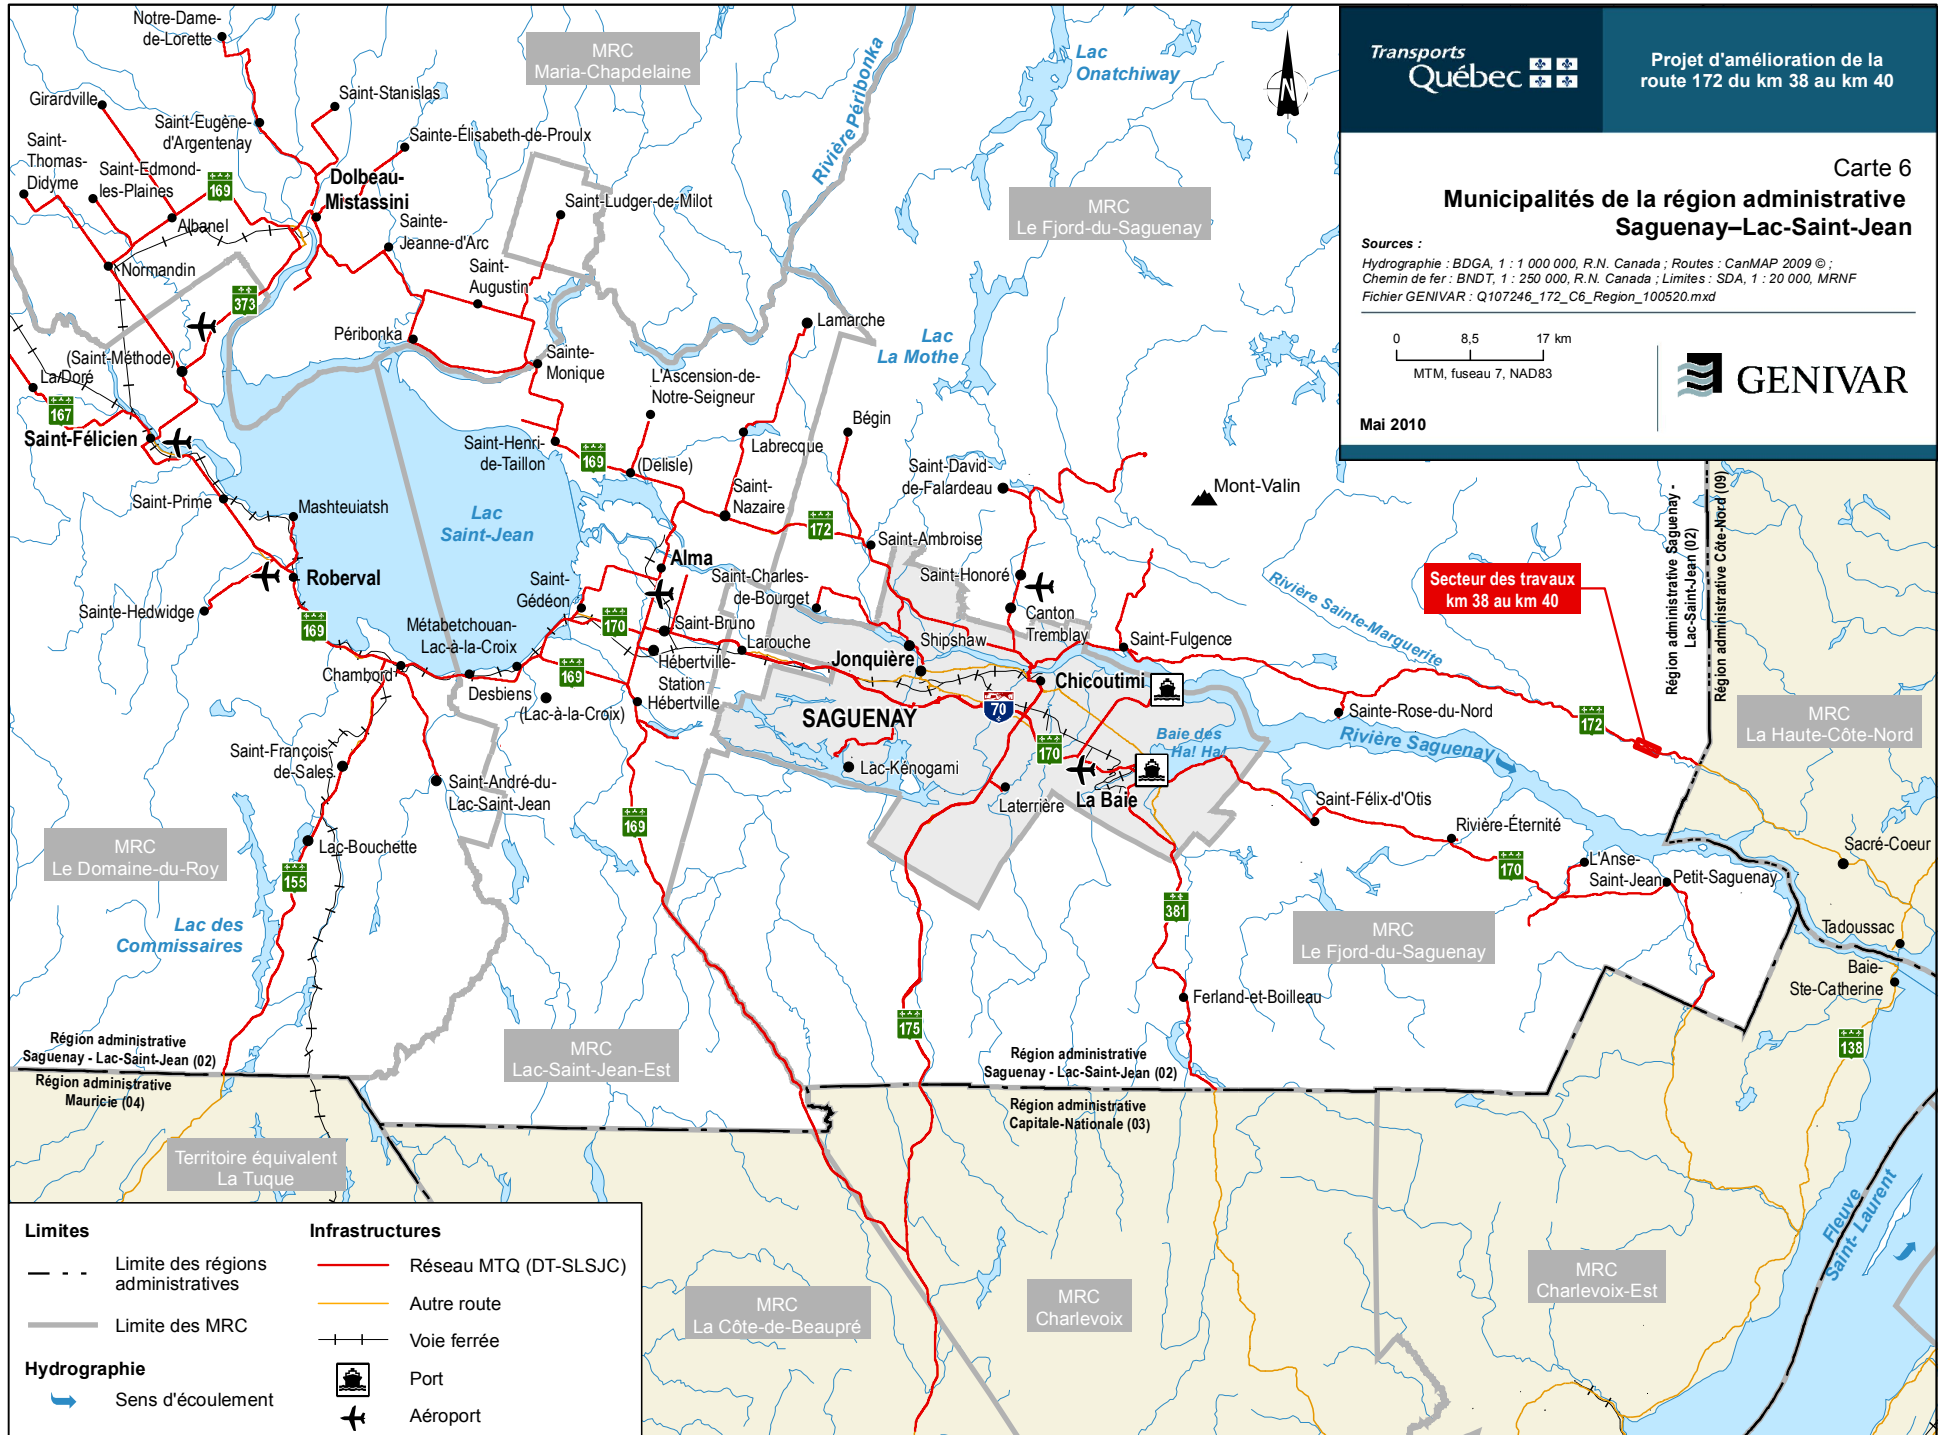 Transports
Québec
Projet d'amélioration de la
route 172 du km 38 au km 40
Carte 6
Municipalités de la région administrative
Saguenay–Lac-Saint-Jean
Sources :
Hydrographie : BDGA, 1 : 1 000 000, R.N. Canada ; Routes : CanMAP 2009 © ;
Chemin de fer : BNDT, 1 : 250 000, R.N. Canada ; Limites : SDA, 1 : 20 000, MRNF
Fichier GENIVAR : Q107246_172_C6_Region_100520.mxd
0 8,5 17 km
MTM, fuseau 7, NAD83
GENIVAR
Mai 2010
N
Notre-Dame-
de-Lorette
MRC
Maria-Chapdelaine
Rivière Péribonka
Lac
Onatchiway
Girardville
Saint-Stanislas
Saint-Eugène-
d'Argentenay
Sainte-Élisabeth-de-Proulx
Saint-
Thomas-
Didyme
Saint-Edmond-
les-Plaines
169
Dolbeau-
Mistassini
Albanel
Sainte-
Jeanne-d'Arc
Saint-Ludger-de-Milot
MRC
Le Fjord-du-Saguenay
Normandin
Saint-
Augustin
373
Péribonka
Lamarche
Lac
La Mothe
(Saint-Méthode)
La Doré
Sainte-
Monique
L'Ascension-de-
Notre-Seigneur
167
Saint-Félicien
Bégin
Saint-Henri-
de-Taillon
169
(Delisle)
Labrecque
Saint-David-
de-Falardeau
Mont-Valin
Saint-Prime
Mashteuiatsh
Lac
Saint-Jean
Saint-
Nazaire
172
Saint-Ambroise
Alma
Roberval
Saint-Honoré
Saint-Charles-
de-Bourget
Saint-
Gédéon
Sainte-Hedwidge
Canton
Tremblay
Rivière Sainte-Marguerite
Secteur des travaux
km 38 au km 40
Région administrative Saguenay -
Lac-Saint-Jean (02)
Région administrative Côte-Nord (09)
169
Métabetchouan-
Lac-à-la-Croix
170
Saint-Bruno
Larouche
Shipshaw
Saint-Fulgence
Jonquière
Hébertville-
Station
Chambord
Desbiens
169
(Lac-à-la-Croix)
Hébertville
Chicoutimi
SAGUENAY
70
Sainte-Rose-du-Nord
172
MRC
La Haute-Côte-Nord
Rivière Saguenay
Baie des
Ha! Ha!
170
Saint-François-
de-Sales
Saint-André-du-
Lac-Saint-Jean
Lac-Kénogami
Laterrière
La Baie
Saint-Félix-d'Otis
169
Rivière-Éternité
MRC
Le Domaine-du-Roy
Lac-Bouchette
155
Sacré-Coeur
170
L'Anse-
Saint-Jean
Petit-Saguenay
381
Lac des
Commissaires
MRC
Le Fjord-du-Saguenay
Tadoussac
Baie-
Ste-Catherine
Ferland-et-Boilleau
175
138
Région administrative
Saguenay - Lac-Saint-Jean (02)
Région administrative
Mauricie (04)
MRC
Lac-Saint-Jean-Est
Région administrative
Saguenay - Lac-Saint-Jean (02)
Région administrative
Capitale-Nationale (03)
Territoire équivalent
La Tuque
Fleuve
Saint-Laurent
MRC
La Côte-de-Beaupré
MRC
Charlevoix
MRC
Charlevoix-Est
Limites
Limite des régions
administratives
Limite des MRC
Hydrographie
Sens d'écoulement
Infrastructures
Réseau MTQ (DT-SLSJC)
Autre route
Voie ferrée
Port
Aéroport